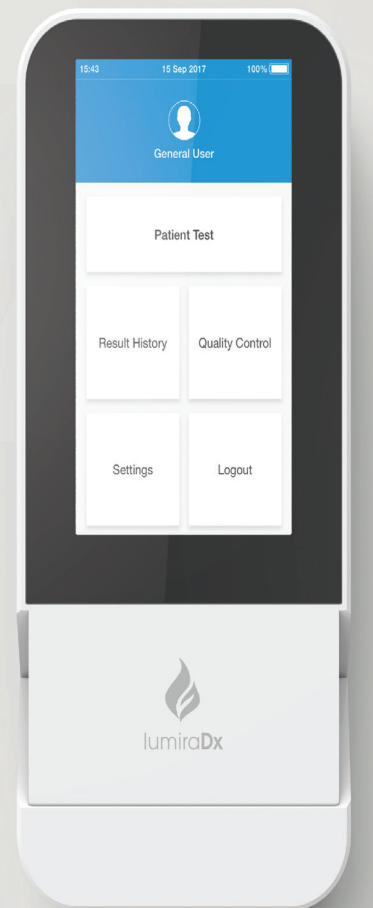 15:43 15 Sep 2017 100%
General User
Patient Test
Result History Quality Control
Settings Logout
lumiraDx